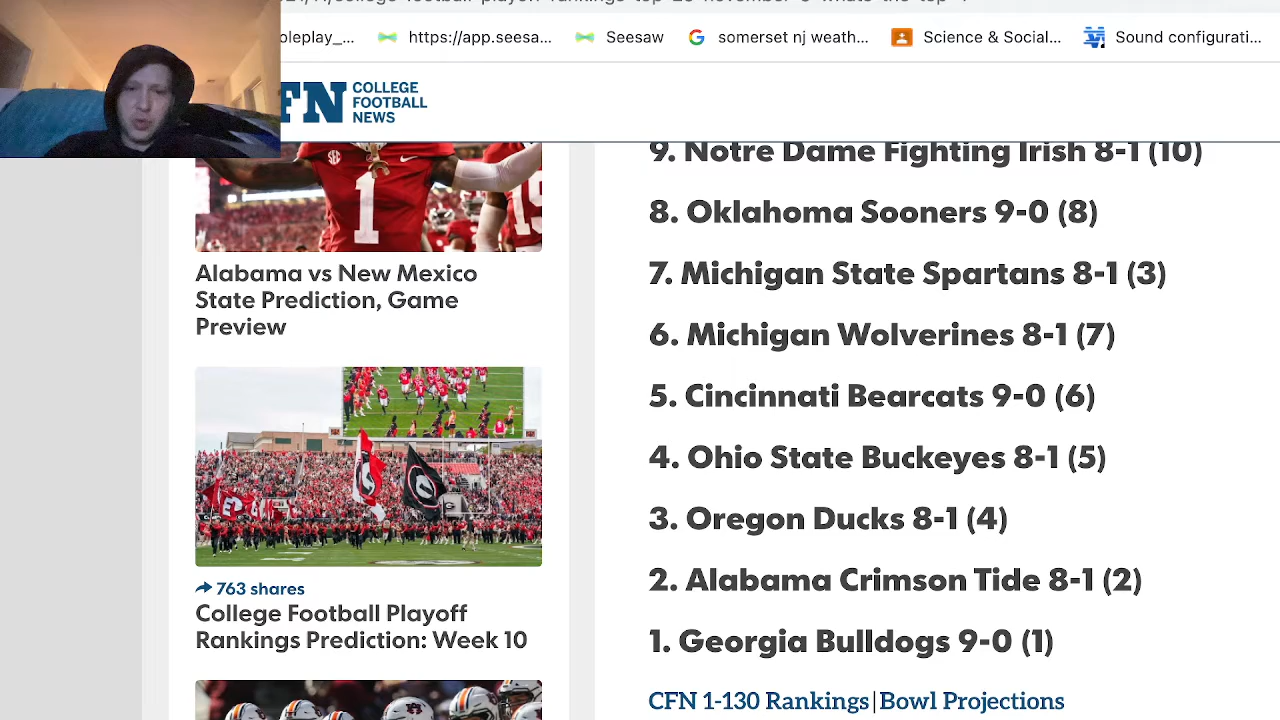 oleplay_...
https://app.seesa...
Seesaw
somerset nj weath...
Science & Social...
Sound configurati...
FN COLLEGE
FOOTBALL
NEWS
1
Alabama vs New Mexico
State Prediction, Game
Preview
763 shares
College Football Playoff
Rankings Prediction: Week 10
9. Notre Dame Fighting Irish 8-1 (10)
8. Oklahoma Sooners 9-0 (8)
7. Michigan State Spartans 8-1 (3)
6. Michigan Wolverines 8-1 (7)
5. Cincinnati Bearcats 9-0 (6)
4. Ohio State Buckeyes 8-1 (5)
3. Oregon Ducks 8-1 (4)
2. Alabama Crimson Tide 8-1 (2)
1. Georgia Bulldogs 9-0 (1)
CFN 1-130 Rankings|Bowl Projections